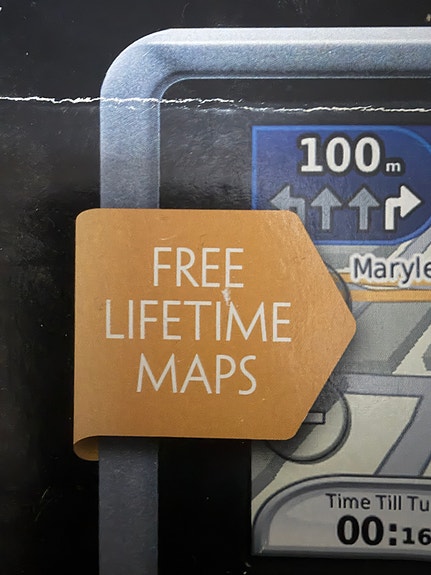 100m
FREE
LIFETIME
MAPS
Maryle
Time Till Tu
00:16